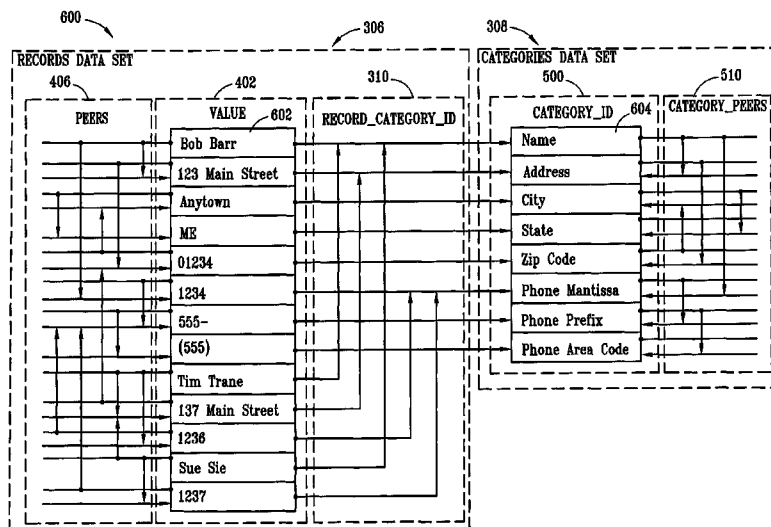 600
306
308
RECORDS DATA SET
CATEGORIES DATA SET
406
402
310
500
510
PEERS
VALUE
RECORD_CATEGORY_ID
CATEGORY_ID
CATEGORY_PEERS
602
604
Bob Barr
123 Main Street
Anytown
ME
01234
1234
555-
(555)
Tim Trane
137 Main Street
1236
Sue Sie
1237
Name
Address
City
State
Zip Code
Phone Mantissa
Phone Prefix
Phone Area Code